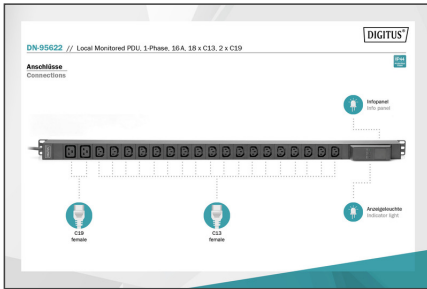 DIGITUS®
DN-95622 // Local Monitored PDU, 1-Phase, 16 A, 18 x C13, 2 x C19
Anschlüsse
Connections
Infopanel
Info panel
C19
female
C13
female
Anzeigeleuchte
Indicator light